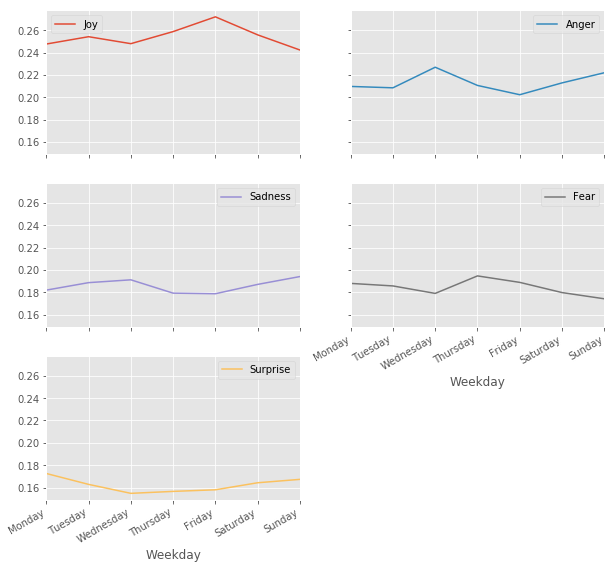 Joy
0.26
0.24
0.22
0.20
0.18
0.16
Anger
Sadness
0.26
0.24
0.22
0.20
0.18
0.16
Fear
Monday
Tuesday
Wednesday
Thursday
Friday
Saturday
Sunday
Weekday
Surprise
0.26
0.24
0.22
0.20
0.18
0.16
Monday
Tuesday
Wednesday
Thursday
Friday
Saturday
Sunday
Weekday